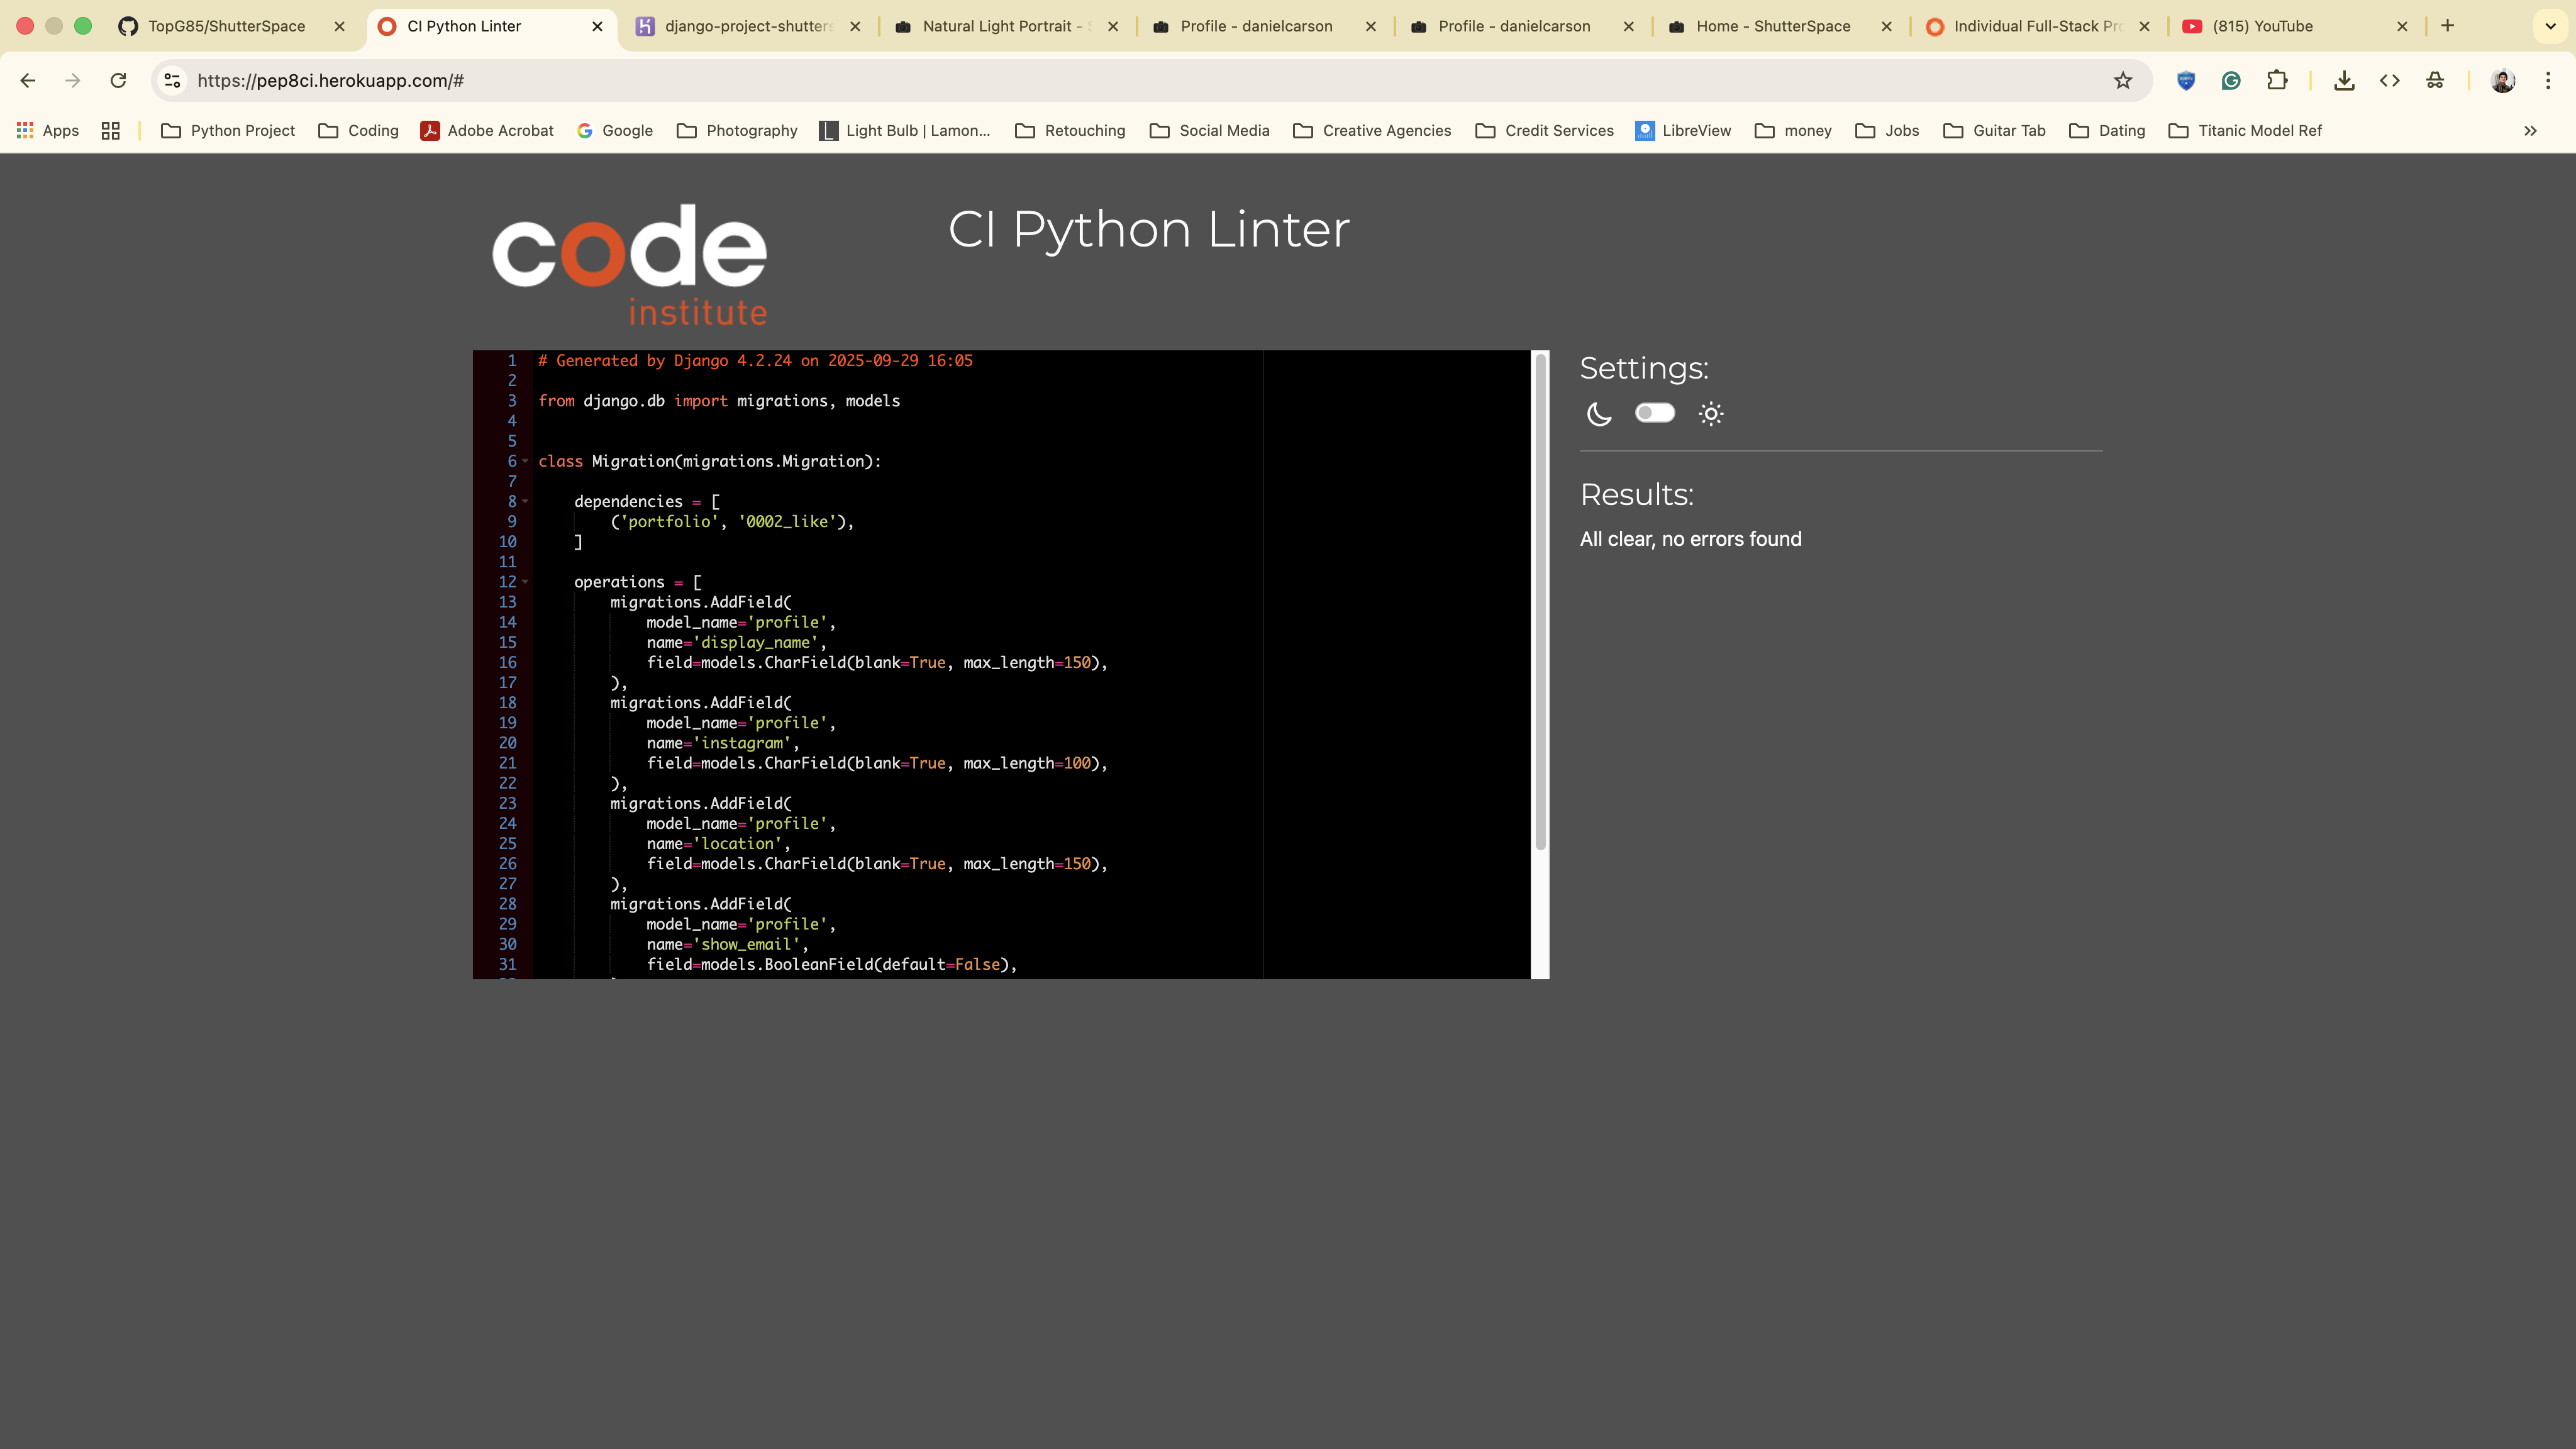 TopG85/ShutterSpace
CI Python Linter
django-project-shutters
Natural Light Portrait - S
Profile - danielcarson
Profile - danielcarson
Home - ShutterSpace
Individual Full-Stack Pro
(815) YouTube
https://pep8ci.herokuapp.com/#
Apps
Python Project
Coding
Adobe Acrobat
Google
Photography
Light Bulb | Lamon...
Retouching
Social Media
Creative Agencies
Credit Services
LibreView
money
Jobs
Guitar Tab
Dating
Titanic Model Ref
code
institute
CI Python Linter
1 # Generated by Django 4.2.24 on 2025-09-29 16:05
2
3 from django.db import migrations, models
4
5
6 class Migration(migrations.Migration):
7
8     dependencies = [
9         ('portfolio', '0002_like'),
10     ]
11
12     operations = [
13         migrations.AddField(
14             model_name='profile',
15             name='display_name',
16             field=models.CharField(blank=True, max_length=150),
17         ),
18         migrations.AddField(
19             model_name='profile',
20             name='instagram',
21             field=models.CharField(blank=True, max_length=100),
22         ),
23         migrations.AddField(
24             model_name='profile',
25             name='location',
26             field=models.CharField(blank=True, max_length=150),
27         ),
28         migrations.AddField(
29             model_name='profile',
30             name='show_email',
31             field=models.BooleanField(default=False),
Settings:
Results:
All clear, no errors found